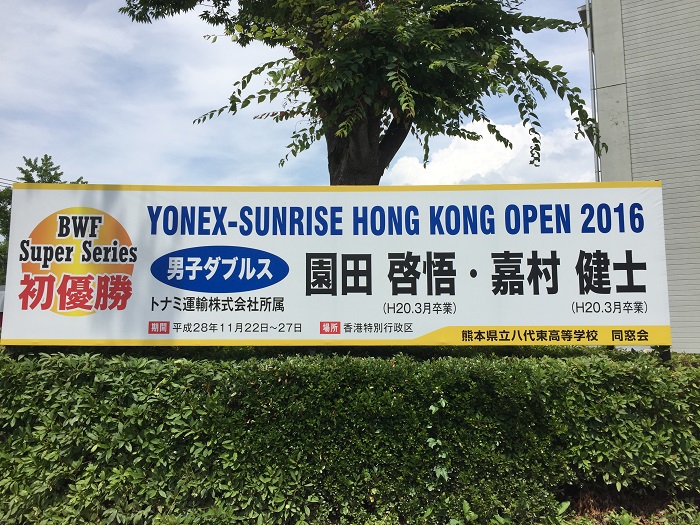 BWF
Super Series
初優勝
YONEX-SUNRISE HONG KONG OPEN 2016
男子ダブルス
園田 啓悟・嘉村 健士
トナミ運輸株式会社所属
(H20.3月卒業) (H20.3月卒業)
期間 平成28年11月22日～27日 場所 香港特別行政区
熊本県立八代東高等学校 同窓会